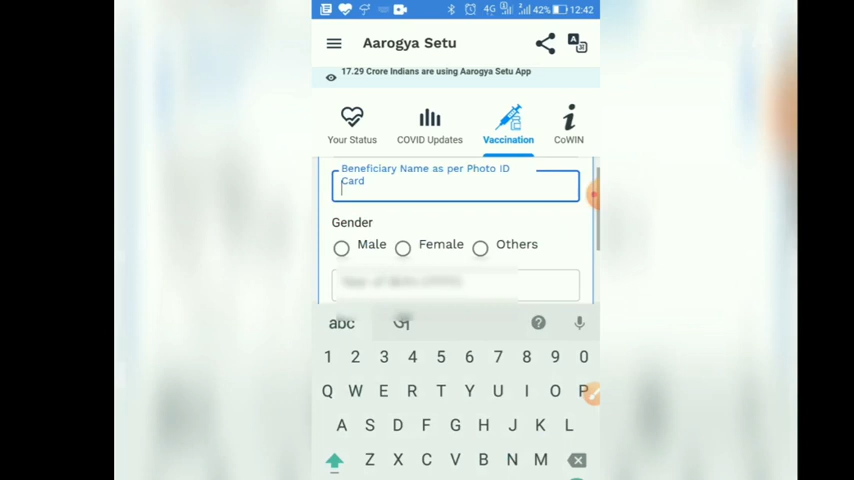 4G 42% 12:42
Aarogya Setu
17.29 Crore Indians are using Aarogya Setu App
Your Status COVID Updates Vaccination CoWIN
Beneficiary Name as per Photo ID
Card
Gender
Male Female Others
abc
1 2 3 4 5 6 7 8 9 0
Q W E R T Y U I O P
A S D F G H J K L
Z X C V B N M